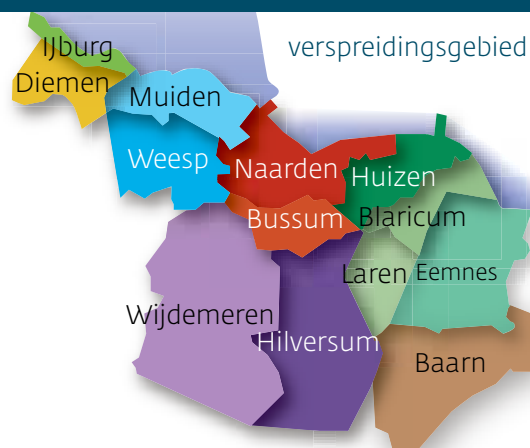 IJburg
verspreidingsgebied
Diemen
Muiden
Weesp
Naarden
Huizen
Bussum
Blaricum
Laren
Eemnes
Wijdemeren
Hilversum
Baarn